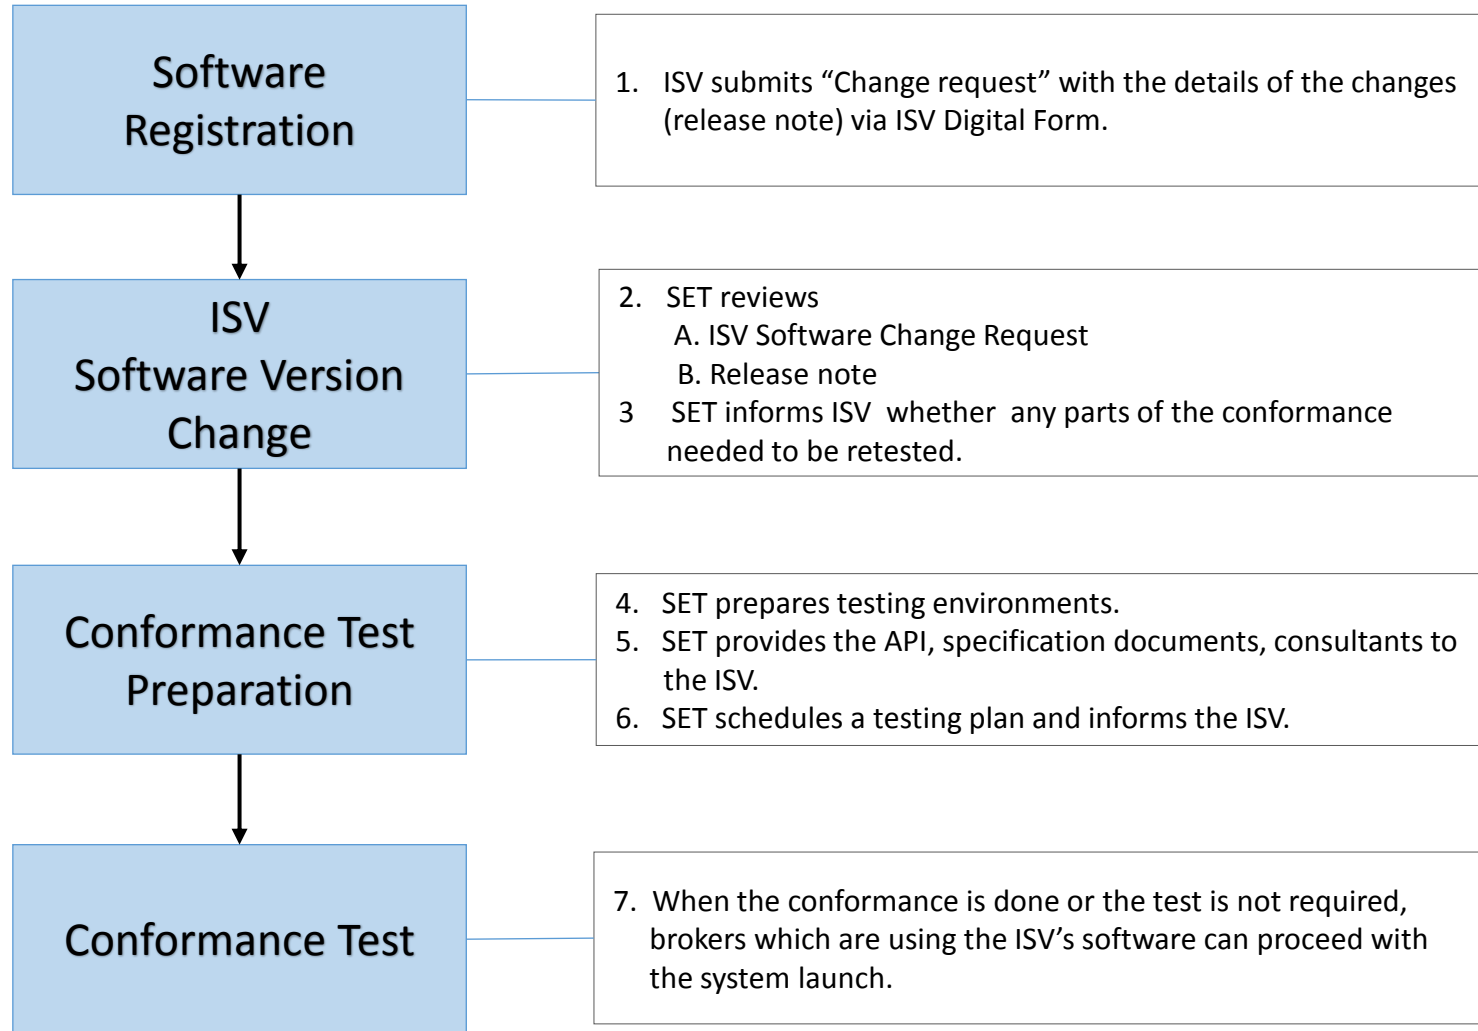 Software
Registration
1. ISV submits “Change request” with the details of the changes
(release note) via ISV Digital Form.
ISV
Software Version
Change
2. SET reviews
A. ISV Software Change Request
B. Release note
3 SET informs ISV whether any parts of the conformance
needed to be retested.
Conformance Test
Preparation
4. SET prepares testing environments.
5. SET provides the API, specification documents, consultants to
the ISV.
6. SET schedules a testing plan and informs the ISV.
Conformance Test
7. When the conformance is done or the test is not required,
brokers which are using the ISV’s software can proceed with
the system launch.